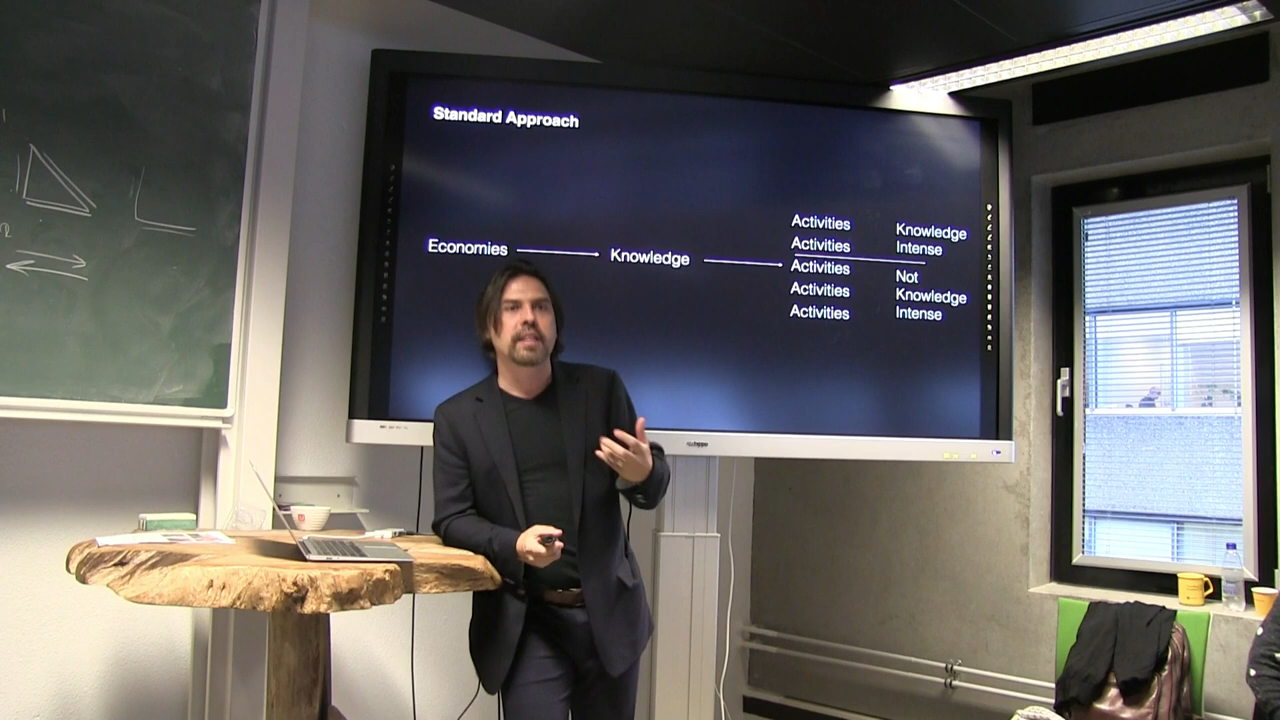 Standard Approach
Economies
Knowledge
Activities
Activities
Activities
Activities
Activities
Knowledge
Intense
Not
Knowledge
Intense